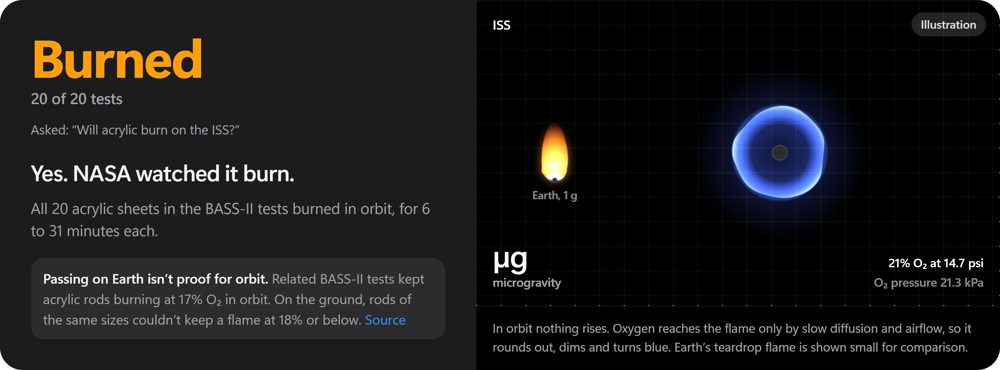 Burned
20 of 20 tests
Asked: “Will acrylic burn on the ISS?”
Yes. NASA watched it burn.
All 20 acrylic sheets in the BASS-II tests burned in orbit, for 6
to 31 minutes each.
Passing on Earth isn’t proof for orbit. Related BASS-II tests kept
acrylic rods burning at 17% O₂ in orbit. On the ground, rods of
the same sizes couldn’t keep a flame at 18% or below. Source
ISS
Illustration
Earth, 1 g
µg
microgravity
21% O₂ at 14.7 psi
O₂ pressure 21.3 kPa
In orbit nothing rises. Oxygen reaches the flame only by slow diffusion and airflow, so it
rounds out, dims and turns blue. Earth’s teardrop flame is shown small for comparison.